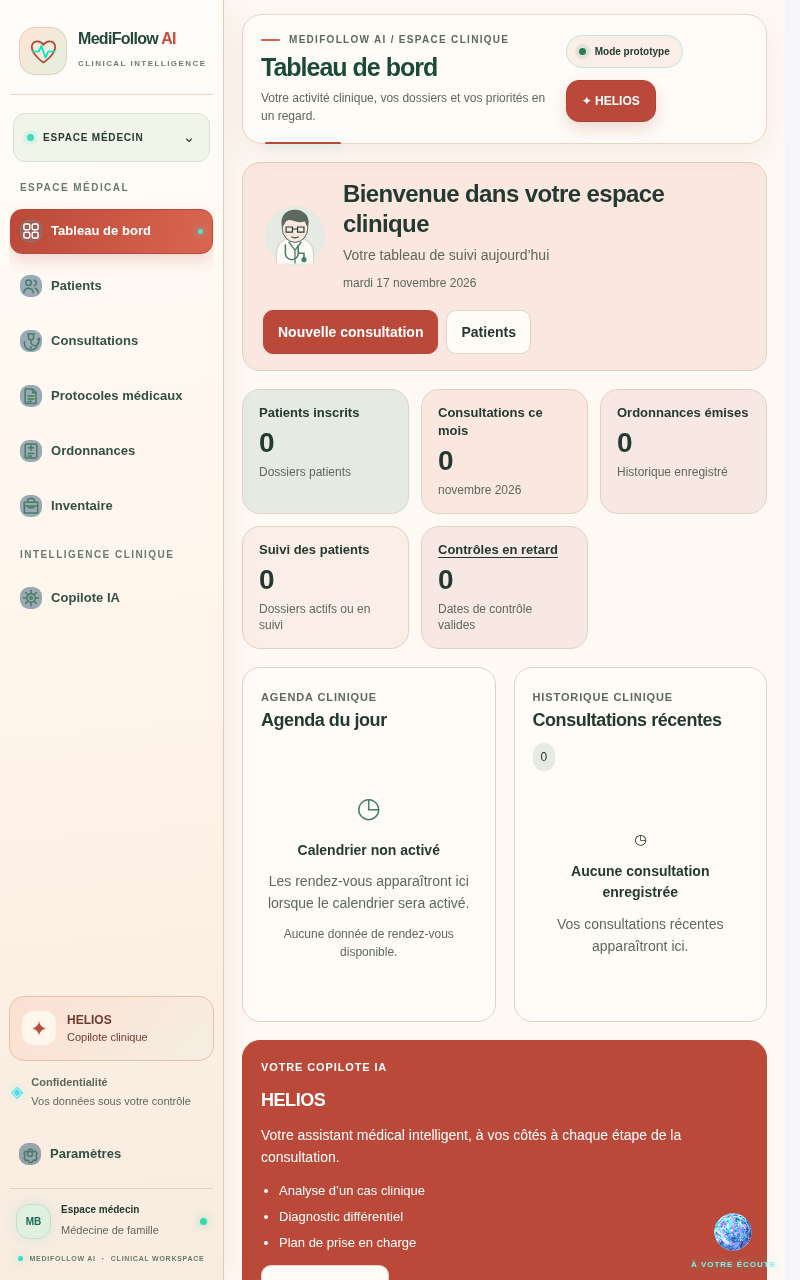 MediFollow AI
CLINICAL INTELLIGENCE
ESPACE MÉDECIN
ESPACE MÉDICAL
Tableau de bord
Patients
Consultations
Protocoles médicaux
Ordonnances
Inventaire
INTELLIGENCE CLINIQUE
Copilote IA
HELIOS
Copilote clinique
Confidentialité
Vos données sous votre contrôle
Paramètres
MB
Espace médecin
Médecine de famille
MEDIFOLLOW AI · CLINICAL WORKSPACE
MEDIFOLLOW AI / ESPACE CLINIQUE
Tableau de bord
Votre activité clinique, vos dossiers et vos priorités en
un regard.
Mode prototype
✦ HELIOS
Bienvenue dans votre espace
clinique
Votre tableau de suivi aujourd’hui
mardi 17 novembre 2026
Nouvelle consultation
Patients
Patients inscrits
0
Dossiers patients
Consultations ce
mois
0
novembre 2026
Ordonnances émises
0
Historique enregistré
Suivi des patients
0
Dossiers actifs ou en
suivi
Contrôles en retard
0
Dates de contrôle
valides
AGENDA CLINIQUE
Agenda du jour
Calendrier non activé
Les rendez-vous apparaîtront ici
lorsque le calendrier sera activé.
Aucune donnée de rendez-vous
disponible.
HISTORIQUE CLINIQUE
Consultations récentes
0
Aucune consultation
enregistrée
Vos consultations récentes
apparaîtront ici.
VOTRE COPILOTE IA
HELIOS
Votre assistant médical intelligent, à vos côtés à chaque étape de la
consultation.
• Analyse d’un cas clinique
• Diagnostic différentiel
• Plan de prise en charge
À VOTRE ÉCOUTE